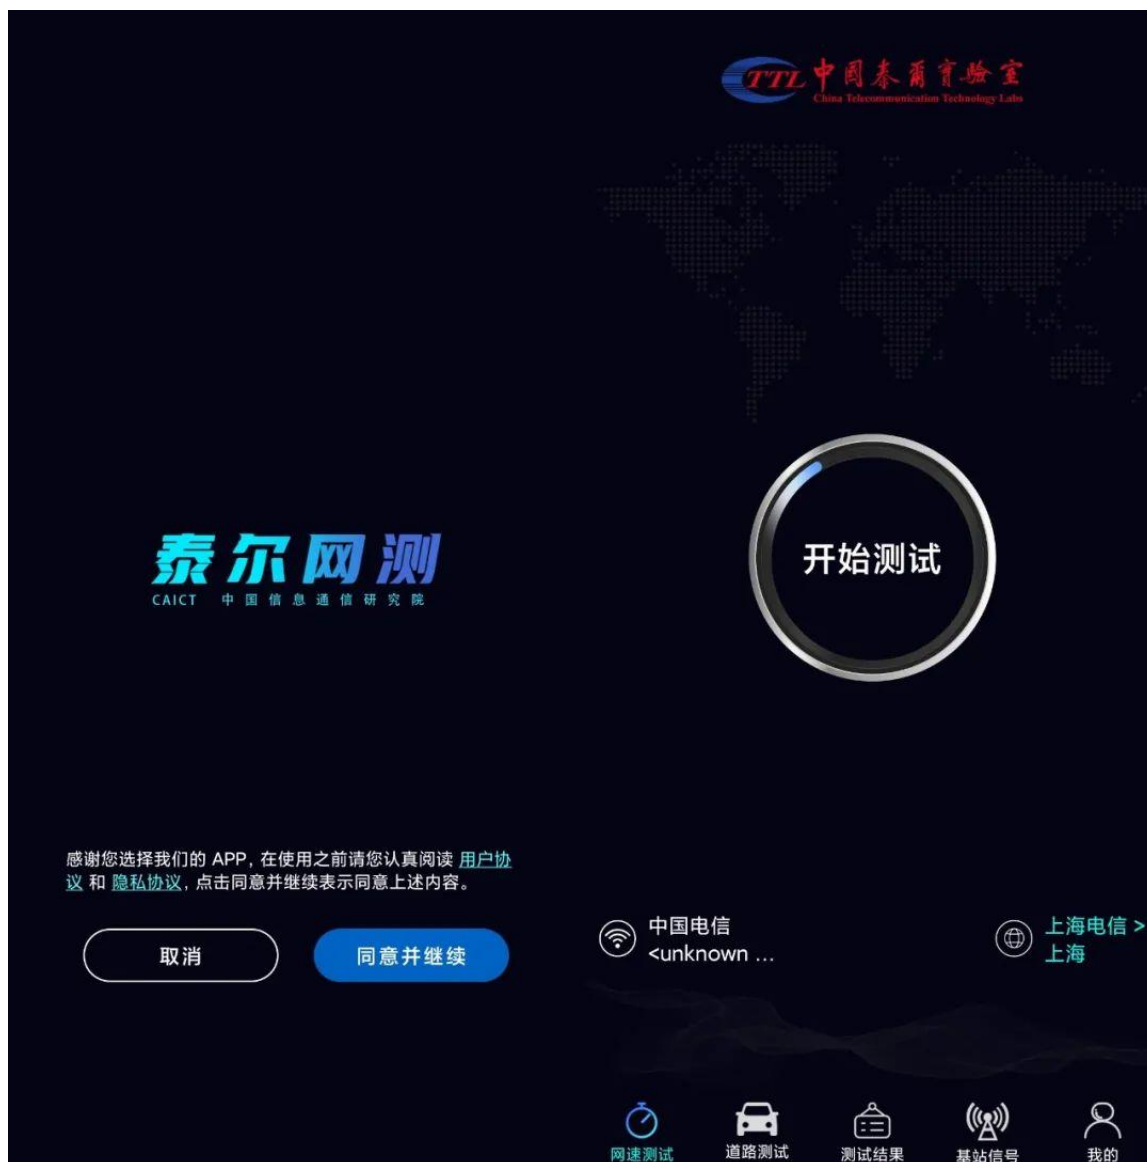 泰尔网测
CAICT 中国信息通信研究院
感谢您选择我们的 APP，在使用之前请您认真阅读 用户协
议 和 隐私协议，点击同意并继续表示同意上述内容。
取消
同意并继续
TTL 中国泰爾實驗室
China Telecommunication Technology Labs
开始测试
中国电信
<unknown ...
上海电信 >
上海
网速测试
道路测试
测试结果
基站信号
我的